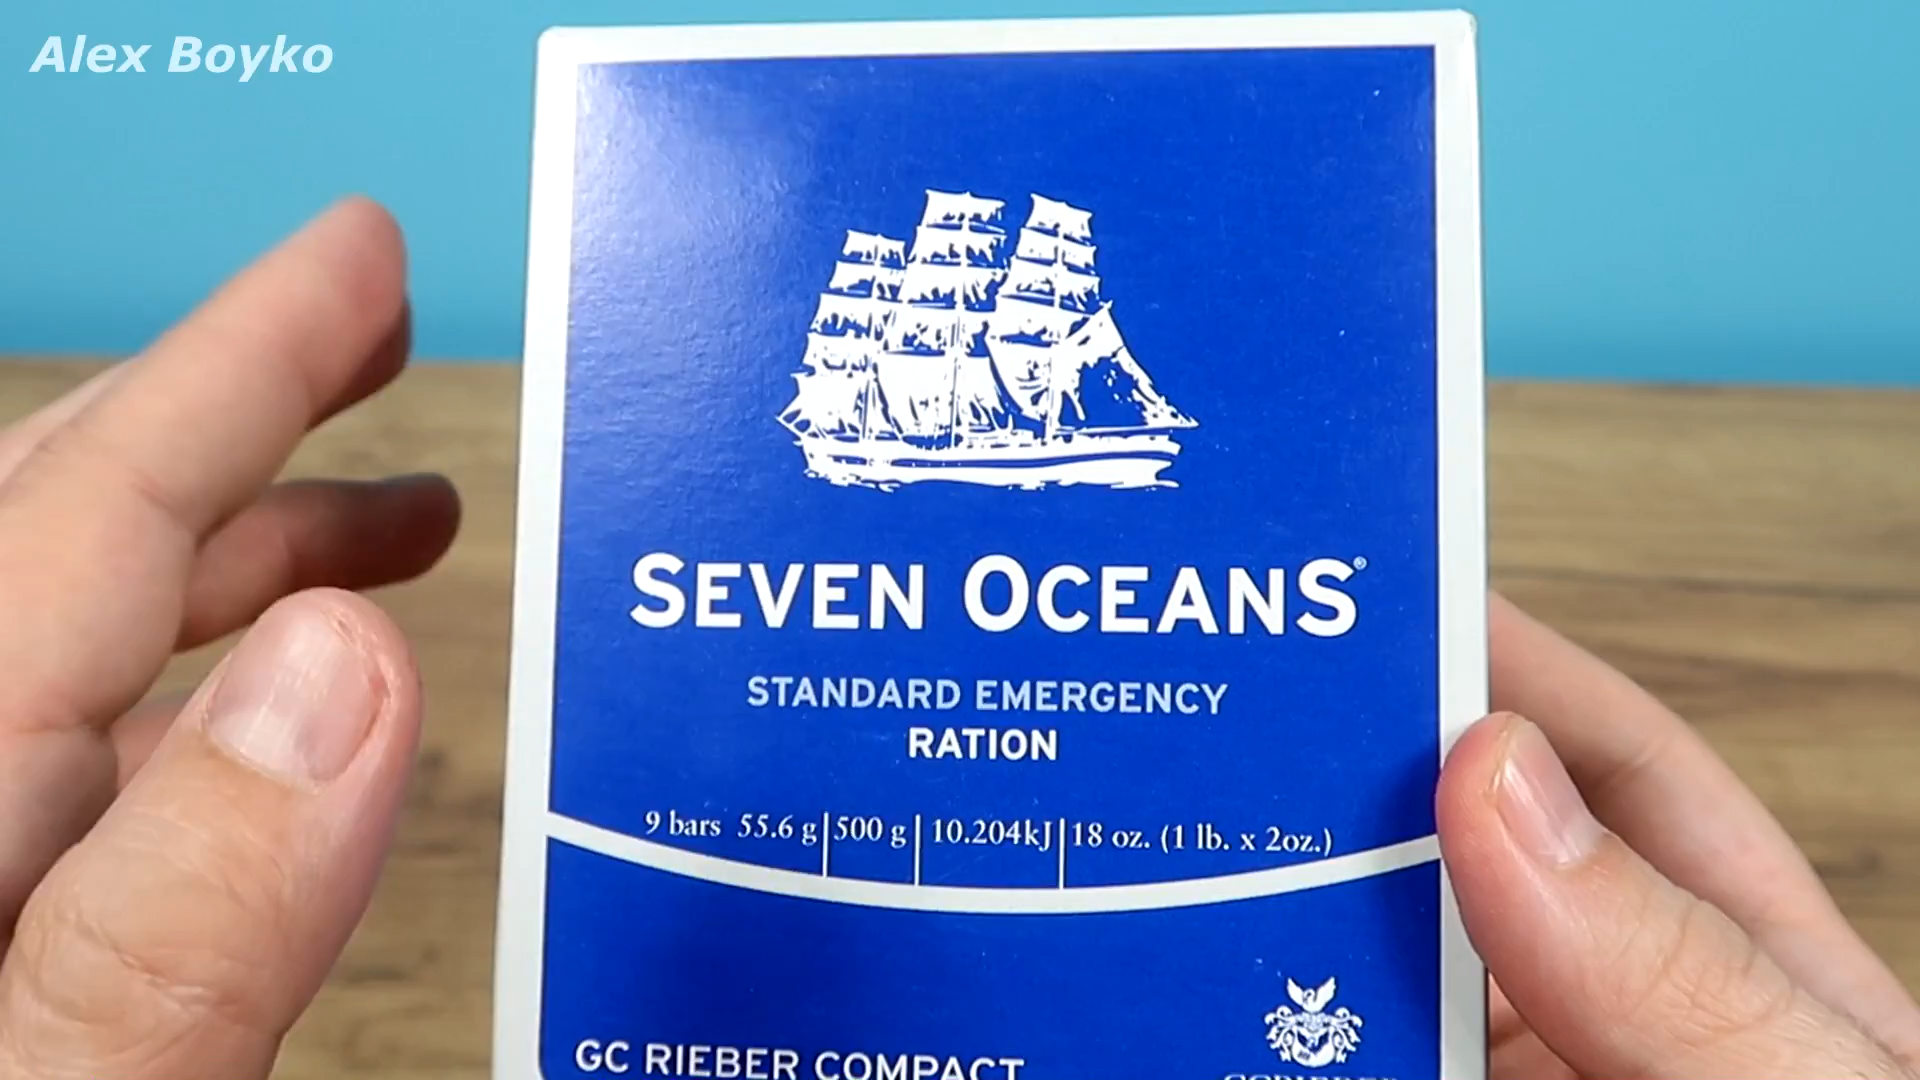 Alex Boyko
SEVEN OCEANS®
STANDARD EMERGENCY
RATION
9 bars 55.6 g | 500 g | 10.204kJ | 18 oz. (1 lb. x 2oz.)
GC RIEBER COMPACT